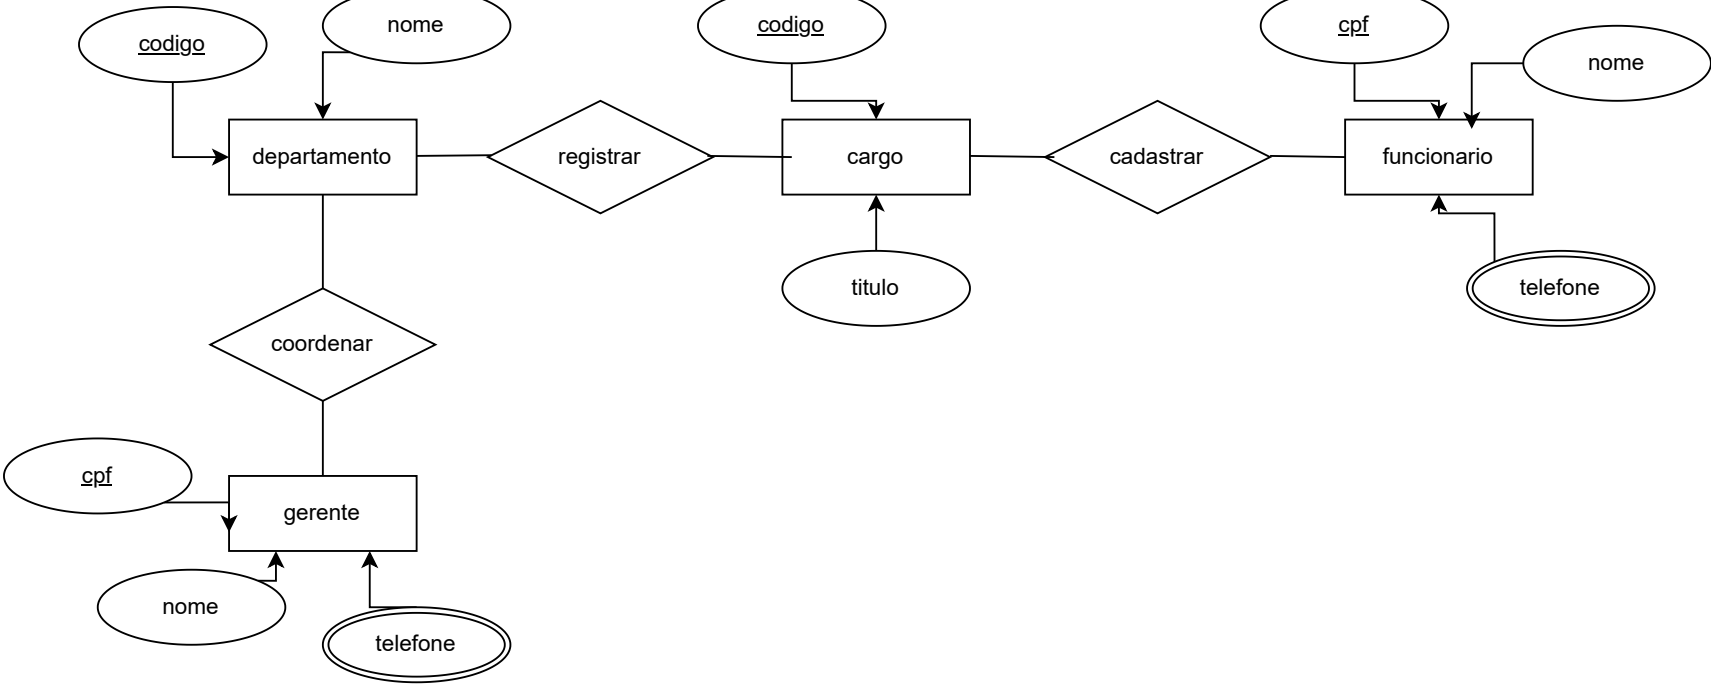 codigo
nome
codigo
cpf
nome
departamento
registrar
cargo
cadastrar
funcionario
titulo
telefone
coordenar
cpf
gerente
nome
telefone